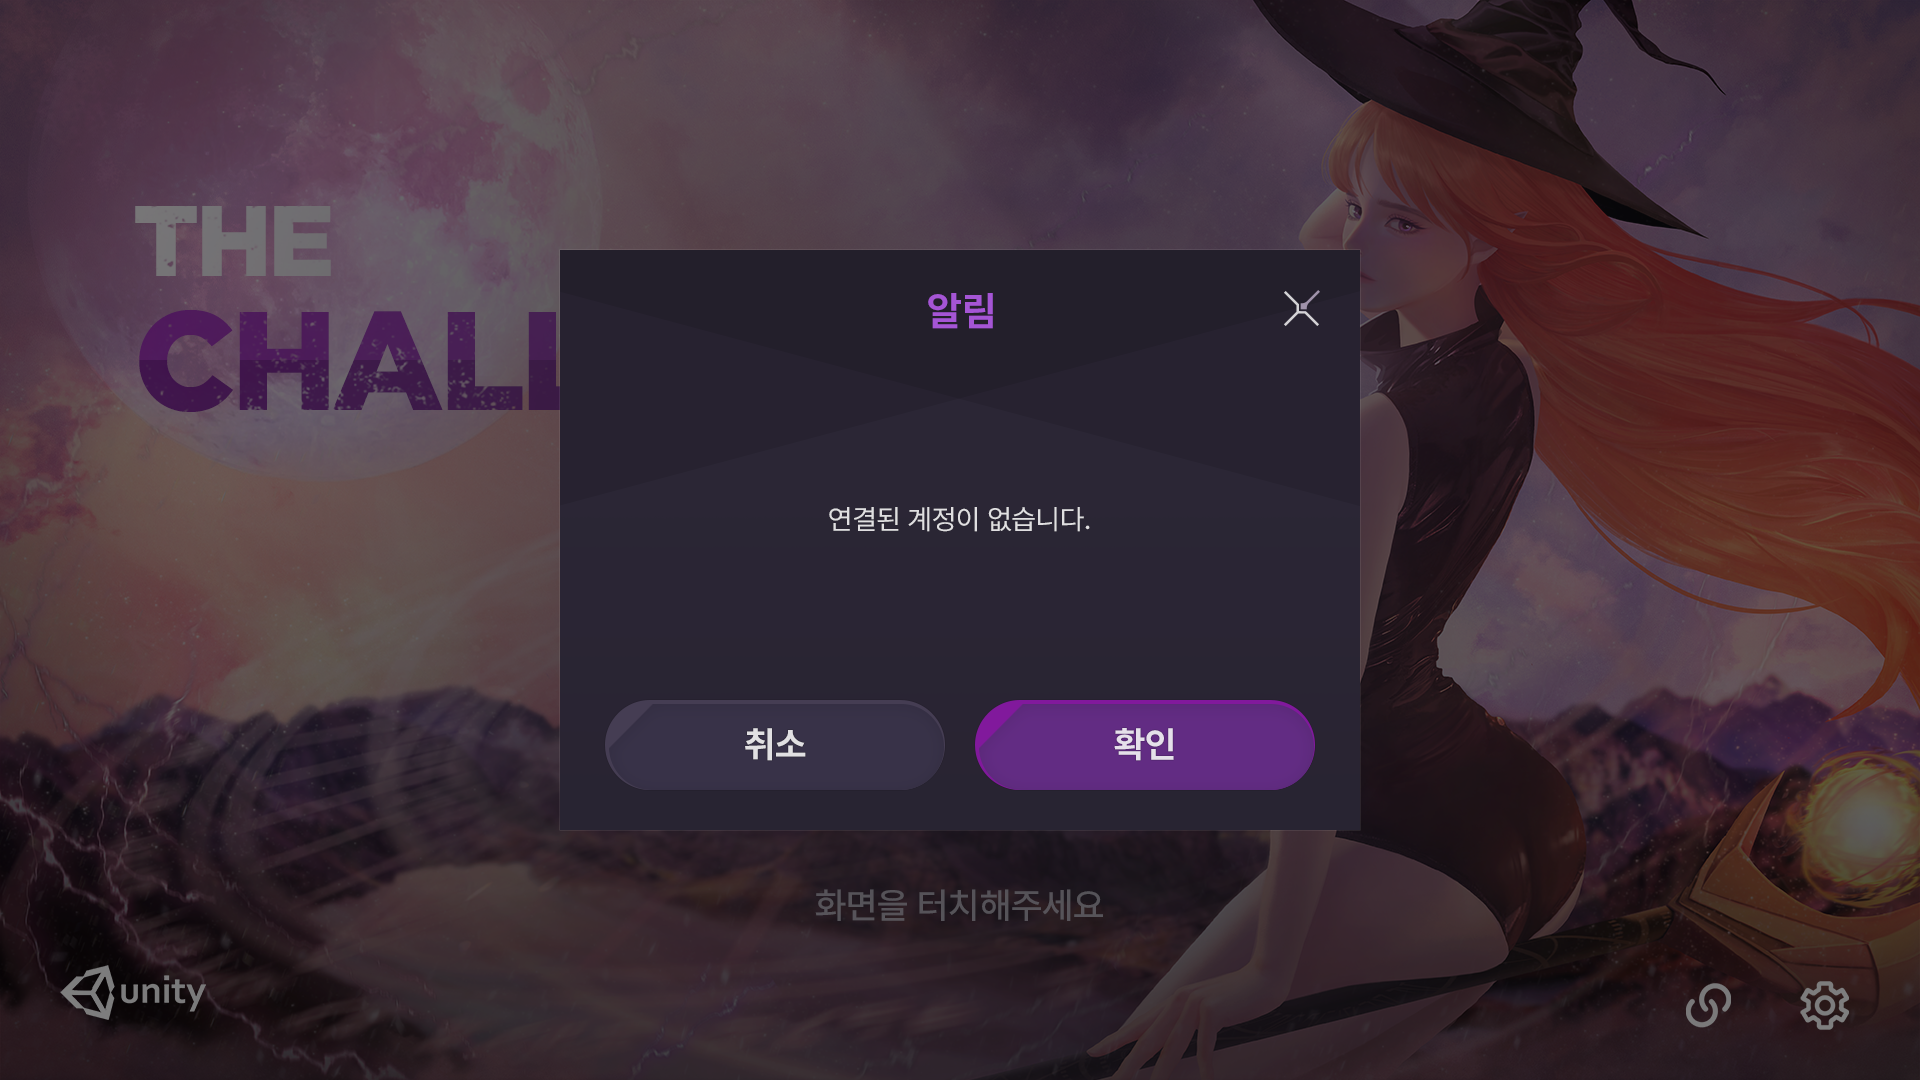 THE
CHALL
알림
연결된 계정이 없습니다.
취소
확인
화면을 터치해주세요
unity